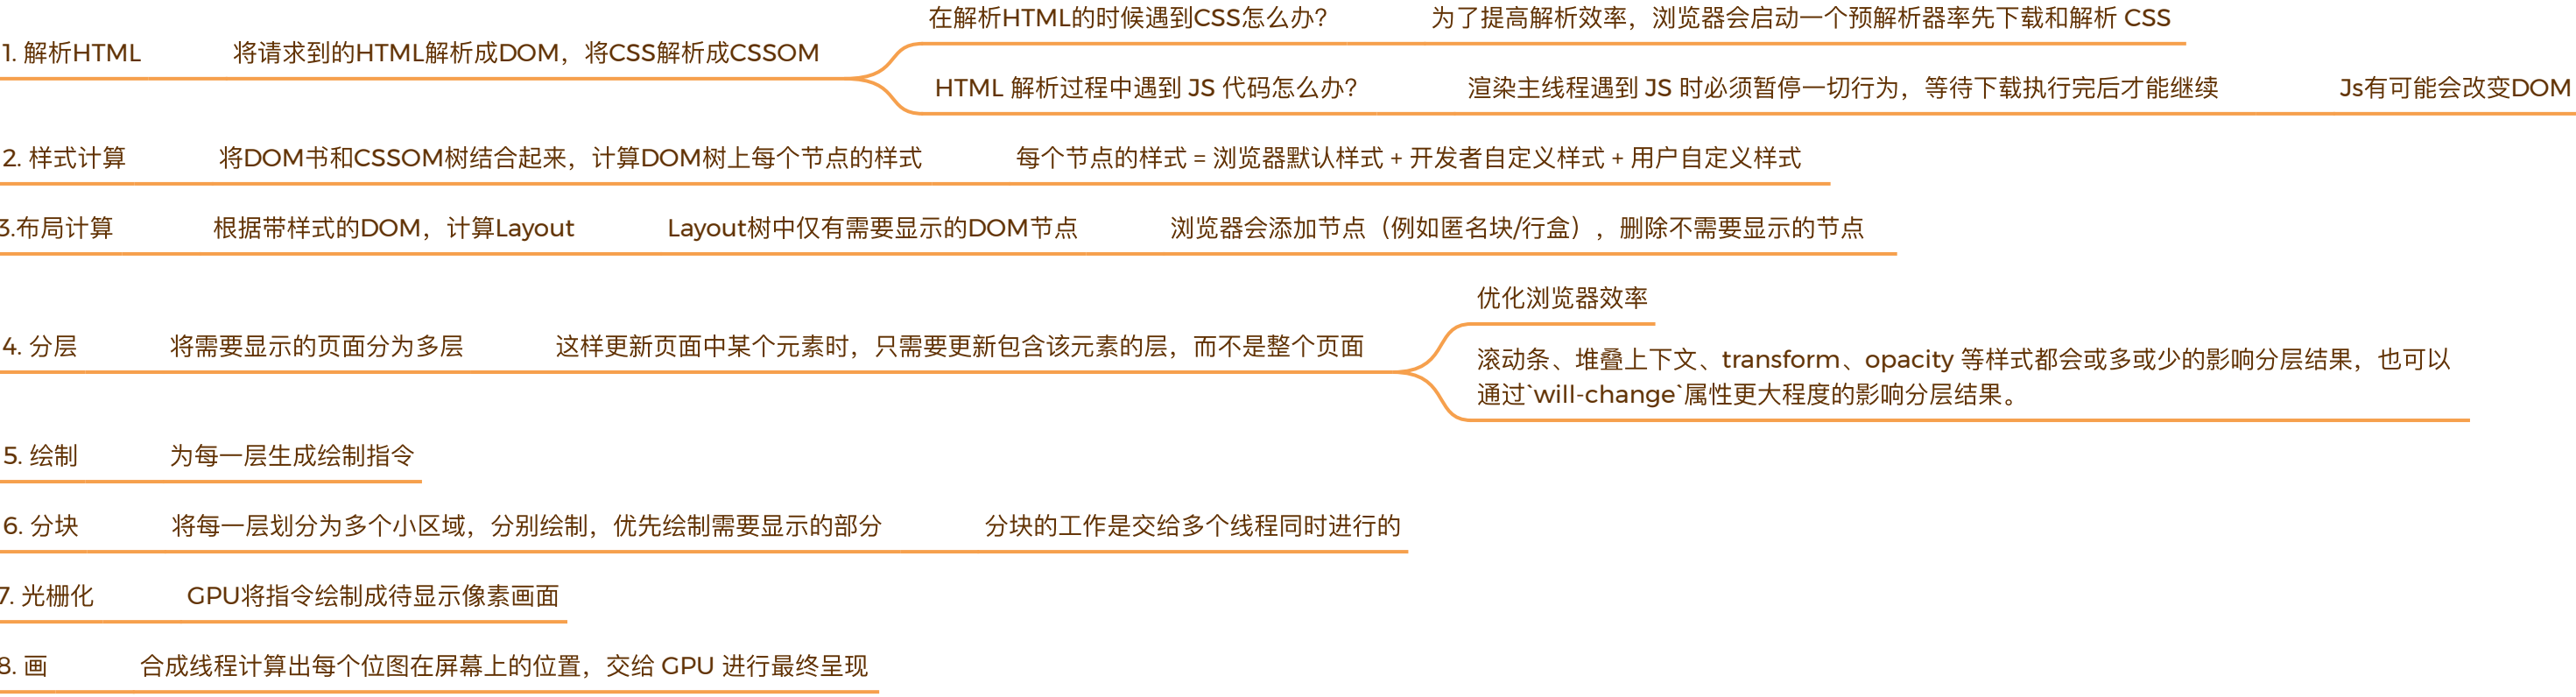 在解析HTML的时候遇到CSS怎么办？ 为了提高解析效率，浏览器会启动一个预解析器率先下载和解析 CSS
1. 解析HTML 将请求到的HTML解析成DOM，将CSS解析成CSSOM
HTML 解析过程中遇到 JS 代码怎么办？ 渲染主线程遇到 JS 时必须暂停一切行为，等待下载执行完后才能继续 Js有可能会改变DOM
2. 样式计算 将DOM书和CSSOM树结合起来，计算DOM树上每个节点的样式 每个节点的样式 = 浏览器默认样式 + 开发者自定义样式 + 用户自定义样式
3.布局计算 根据带样式的DOM，计算Layout Layout树中仅有需要显示的DOM节点 浏览器会添加节点（例如匿名块/行盒），删除不需要显示的节点
优化浏览器效率
4. 分层 将需要显示的页面分为多层 这样更新页面中某个元素时，只需要更新包含该元素的层，而不是整个页面
滚动条、堆叠上下文、transform、opacity 等样式都会或多或少的影响分层结果，也可以
通过`will-change`属性更大程度的影响分层结果。
5. 绘制 为每一层生成绘制指令
6. 分块 将每一层划分为多个小区域，分别绘制，优先绘制需要显示的部分 分块的工作是交给多个线程同时进行的
7. 光栅化 GPU将指令绘制成待显示像素画面
8. 画 合成线程计算出每个位图在屏幕上的位置，交给 GPU 进行最终呈现